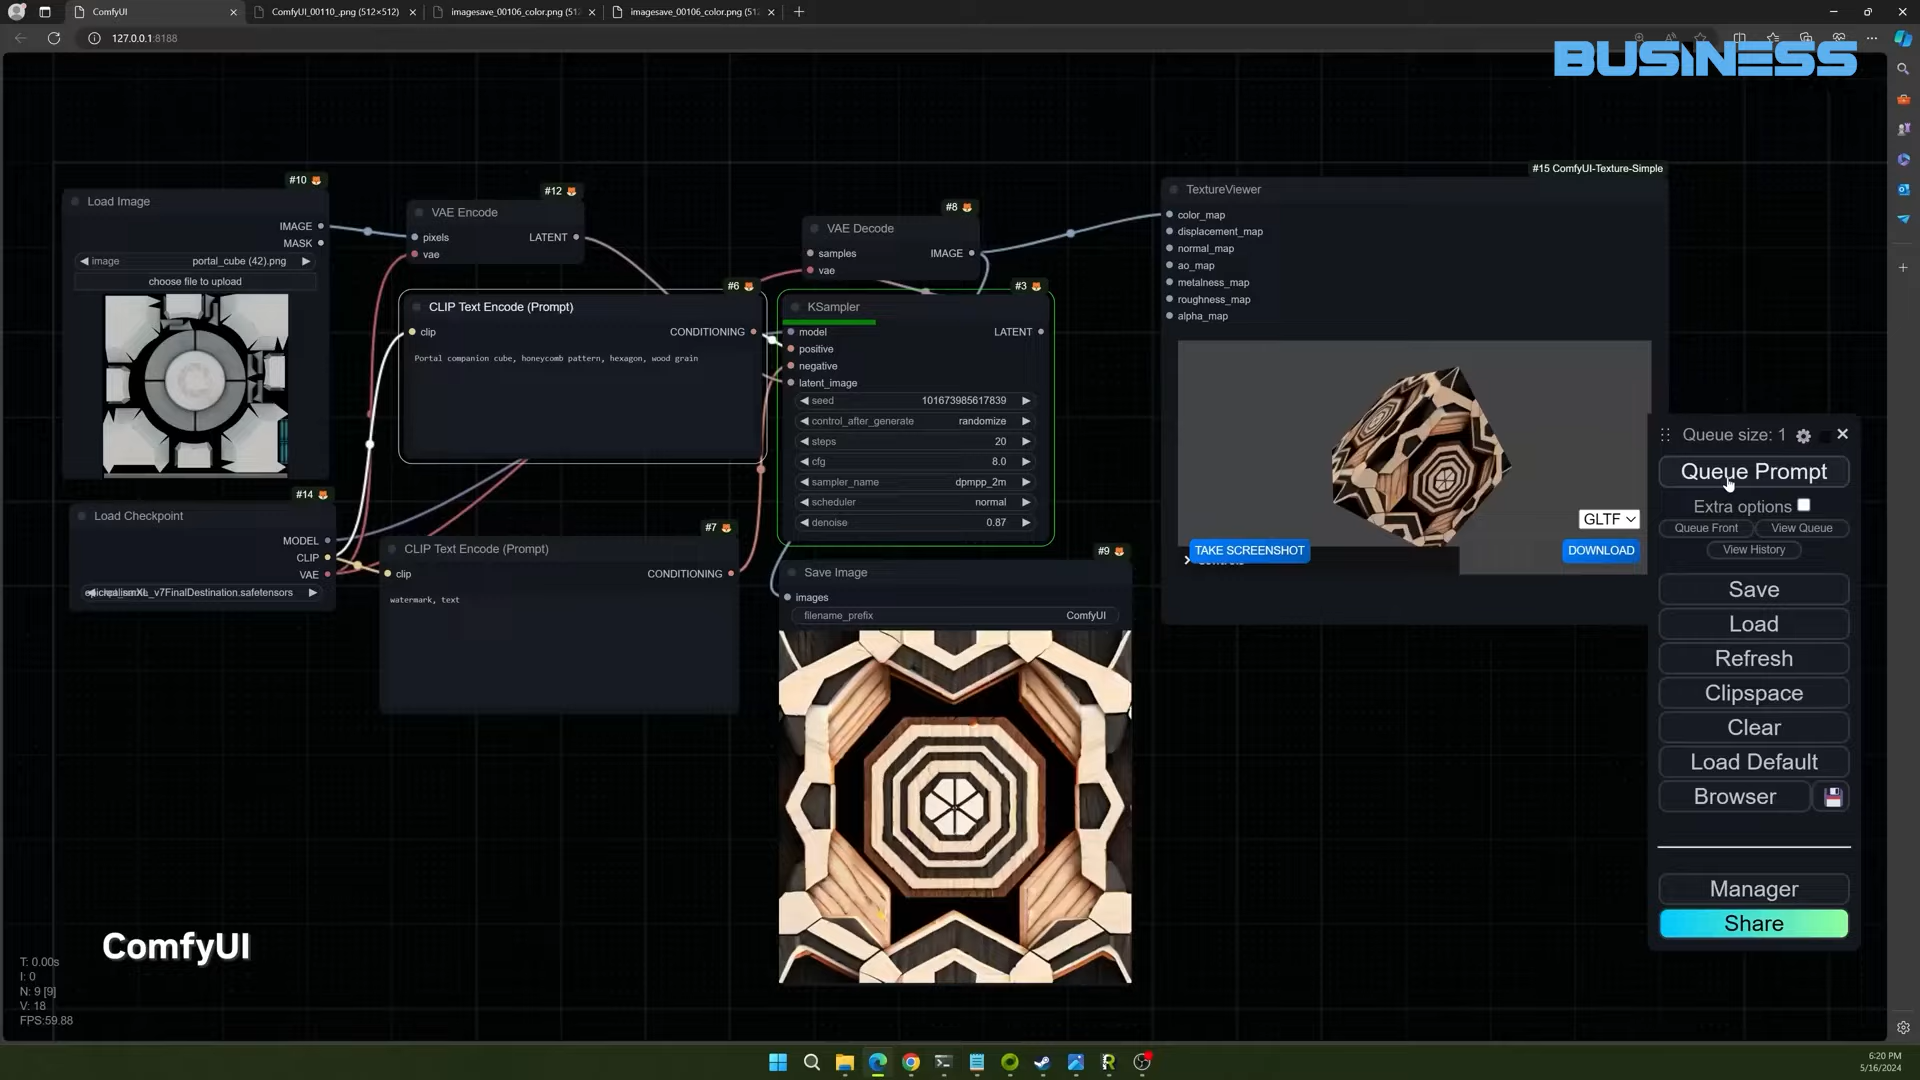 ComfyUI
ComfyUI_00110_.png (512×512)
imagesave_00106_color.png (512
imagesave_00106_color.png (512
127.0.0.1:8188
BUSINESS
#15 ComfyUI-Texture-Simple
#10
Load Image
IMAGE
MASK
image
portal_cube (42).png
choose file to upload
#12
VAE Encode
pixels
LATENT
vae
#8
VAE Decode
samples
IMAGE
vae
TextureViewer
color_map
displacement_map
normal_map
ao_map
metalness_map
roughness_map
alpha_map
GLTF
TAKE SCREENSHOT
DOWNLOAD
#6
CLIP Text Encode (Prompt)
clip
CONDITIONING
Portal companion cube, honeycomb pattern, hexagon, wood grain
#3
KSampler
model
LATENT
positive
negative
latent_image
seed
101673985617839
control_after_generate
randomize
steps
20
cfg
8.0
sampler_name
dpmpp_2m
scheduler
normal
denoise
0.87
#14
Load Checkpoint
MODEL
CLIP
VAE
_v7FinalDestination.safetensors
#7
CLIP Text Encode (Prompt)
clip
CONDITIONING
watermark, text
#9
Save Image
images
filename_prefix
ComfyUI
Queue size: 1
Queue Prompt
Extra options
Queue Front
View Queue
View History
Save
Load
Refresh
Clipspace
Clear
Load Default
Browser
Manager
Share
ComfyUI
T: 0.00s
I: 0
N: 9 [9]
V: 18
FPS:59.88
6:20 PM
5/16/2024